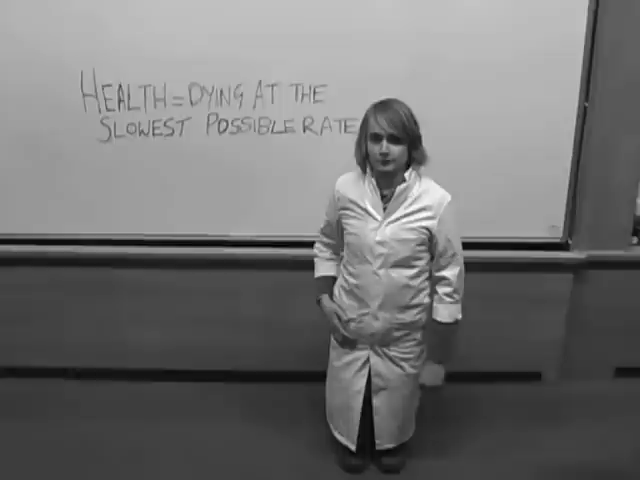 HEALTH = DYING AT THE
SLOWEST POSSIBLE RATE